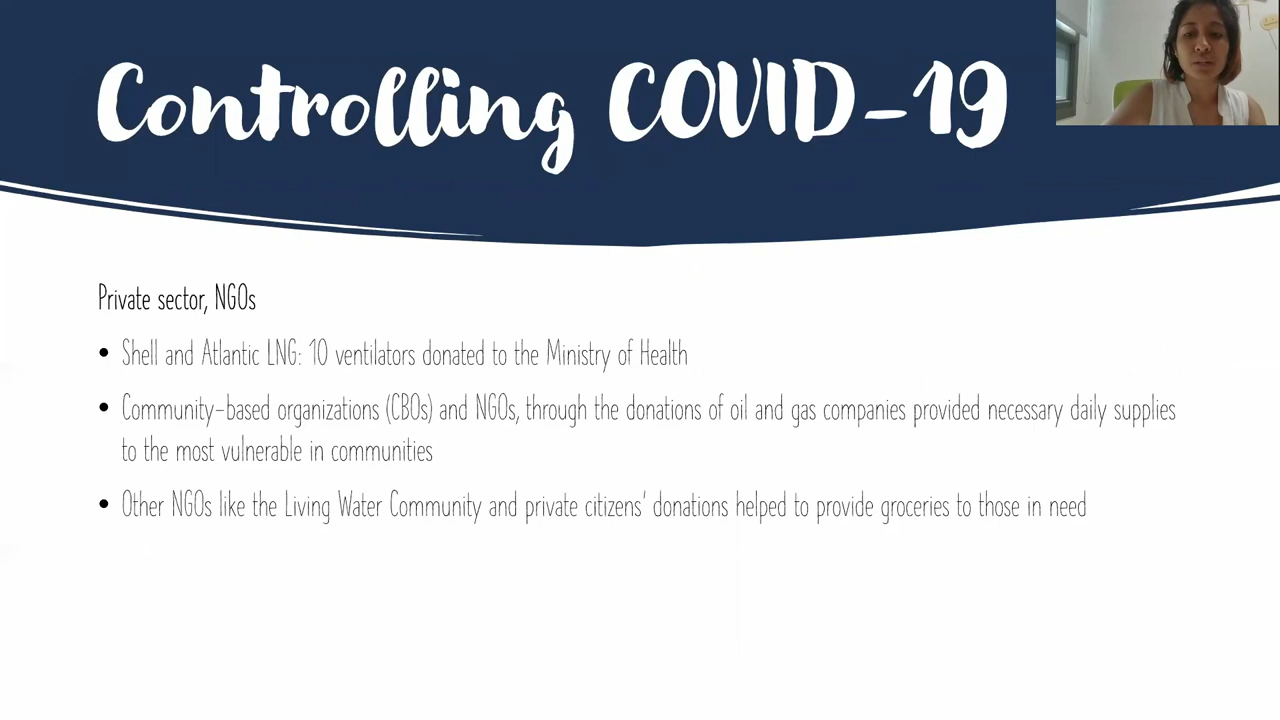 Controlling COVID-19
Private sector, NGOs
• Shell and Atlantic LNG: 10 ventilators donated to the Ministry of Health
• Community-based organizations (CBOs) and NGOs, through the donations of oil and gas companies provided necessary daily supplies
to the most vulnerable in communities
• Other NGOs like the Living Water Community and private citizens' donations helped to provide groceries to those in need